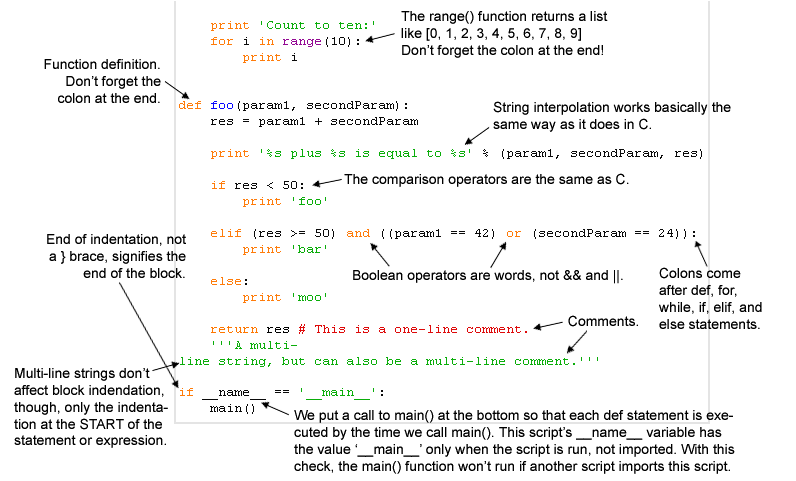 print 'Count to ten:'
for i in range(10):
print i
The range() function returns a list
like [0, 1, 2, 3, 4, 5, 6, 7, 8, 9]
Don't forget the colon at the end!
Function definition.
Don't forget the
colon at the end.
def foo(param1, secondParam):
res = param1 + secondParam
String interpolation works basically the
same way as it does in C.
print '%s plus %s is equal to %s' % (param1, secondParam, res)
if res < 50:
The comparison operators are the same as C.
print 'foo'
elif (res >= 50) and ((param1 == 42) or (secondParam == 24)):
print 'bar'
End of indentation, not
a } brace, signifies the
end of the block.
Boolean operators are words, not && and ||.
Colons come
after def, for,
while, if, elif, and
else statements.
else:
print 'moo'
return res # This is a one-line comment.
Comments.
'''A multi-
line string, but can also be a multi-line comment.'''
Multi-line strings don't
affect block indendation,
though, only the indenta-
tion at the START of the
statement or expression.
if __name__ == '__main__':
main()
We put a call to main() at the bottom so that each def statement is exe-
cuted by the time we call main(). This script's __name__ variable has
the value '__main__' only when the script is run, not imported. With this
check, the main() function won't run if another script imports this script.